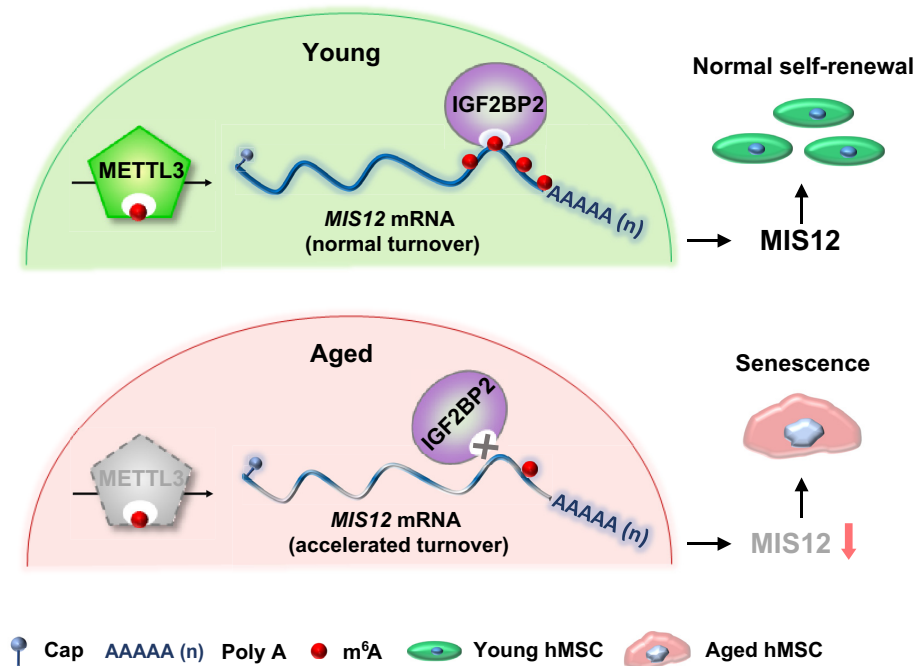 Young
IGF2BP2
METTL3
AAAAA (n)
MIS12 mRNA
(normal turnover)
Normal self-renewal
MIS12
Aged
IGF2BP2
METTL3
AAAAA (n)
MIS12 mRNA
(accelerated turnover)
Senescence
MIS12
Cap AAAAA (n) Poly A m⁶A Young hMSC Aged hMSC